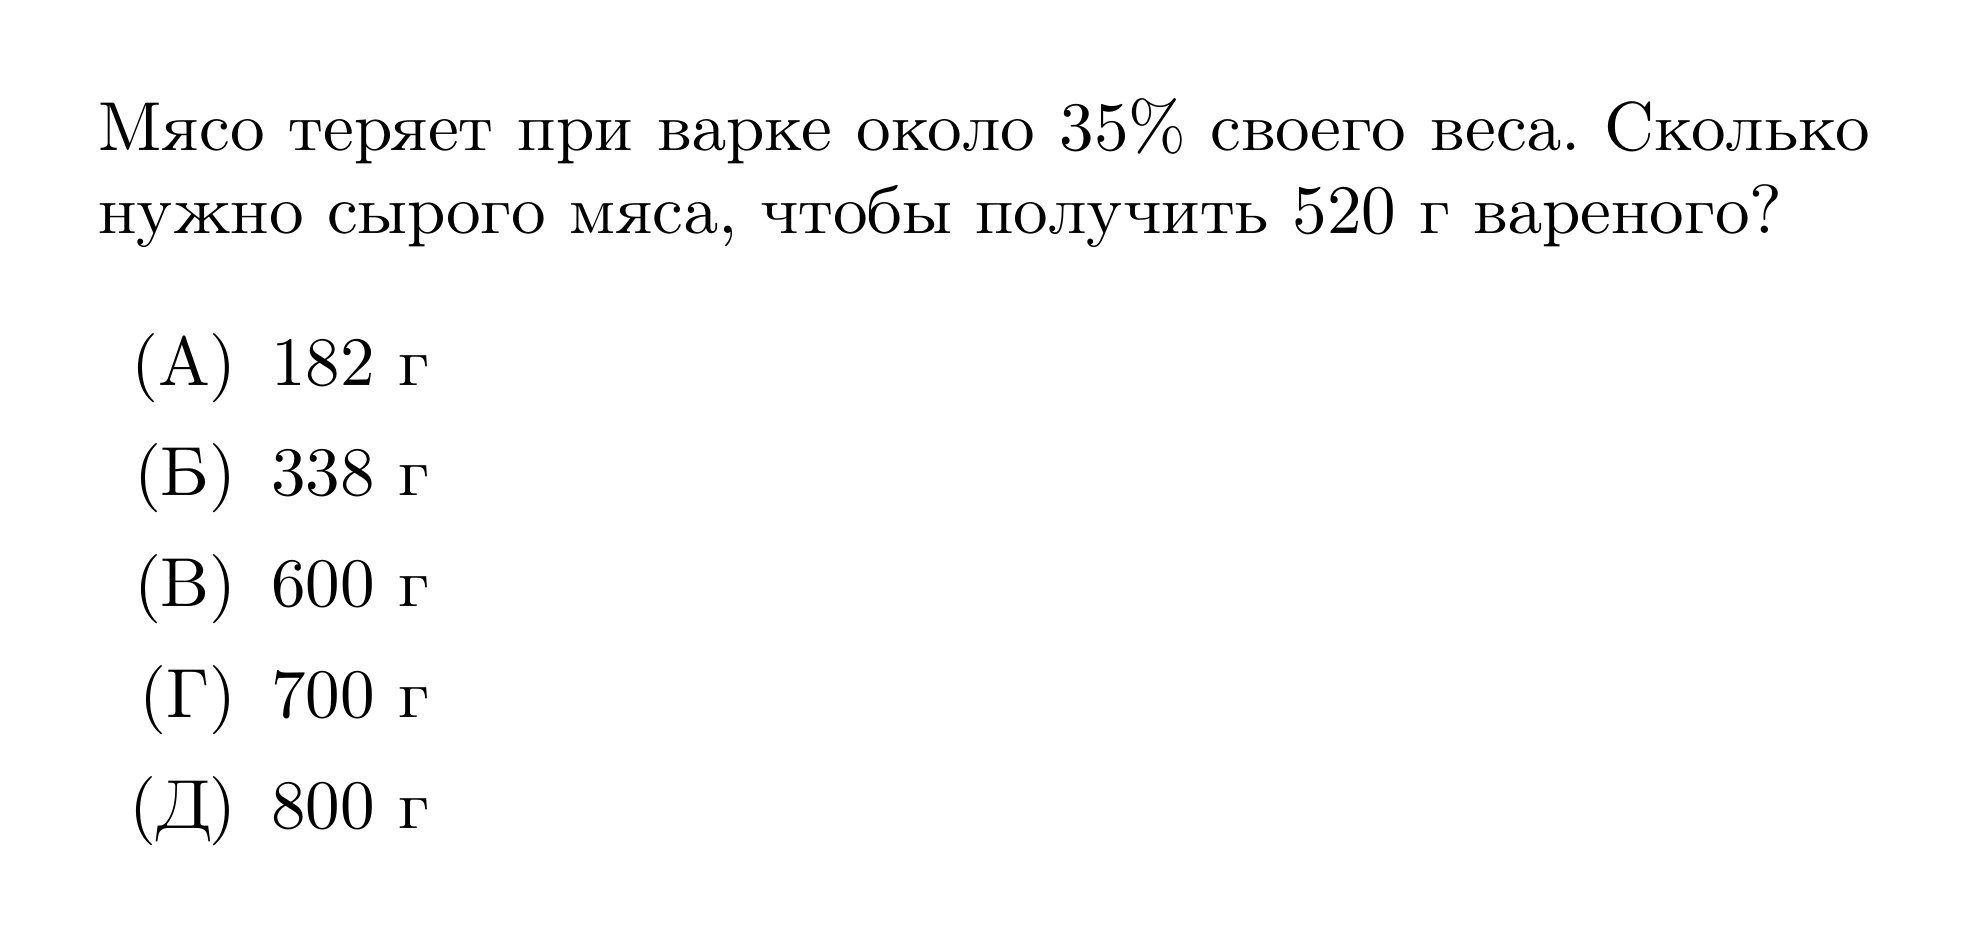 Мясо теряет при варке около 35% своего веса. Сколько
нужно сырого мяса, чтобы получить 520 г вареного?
(А) 182 г
(Б) 338 г
(В) 600 г
(Г) 700 г
(Д) 800 г